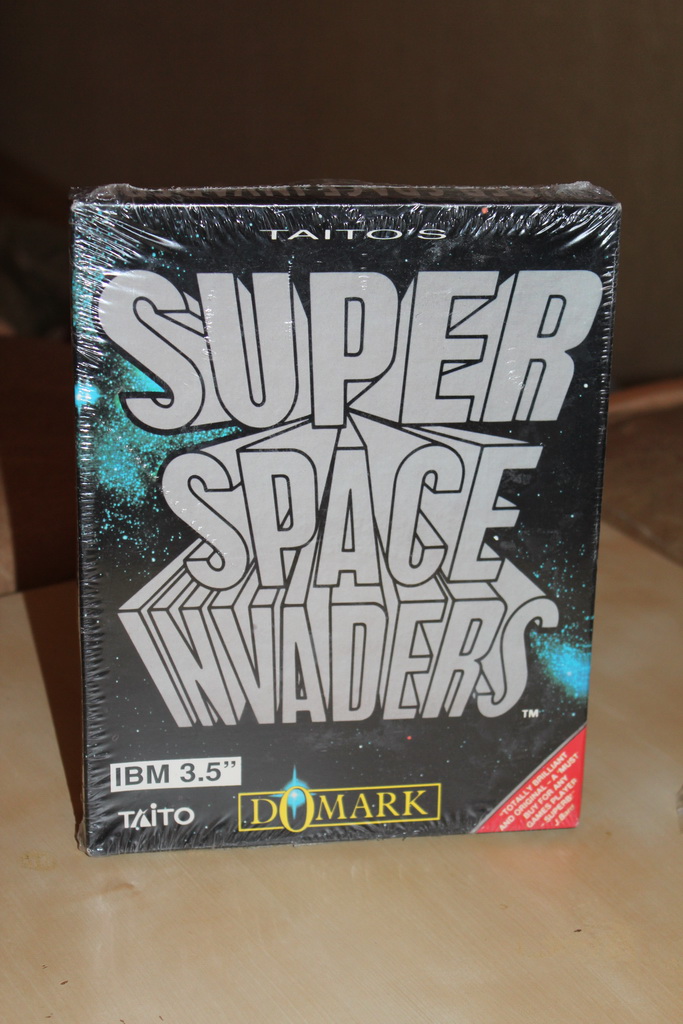 TAITO'S
SUPER
SPACE
INVADERS
TM
IBM 3.5"
TAITO
DOMARK
"TOTALLY BRILLIANT
AND ORIGINAL - A MUST
BUY FOR ANY
GAMES PLAYER
- SUPERB"